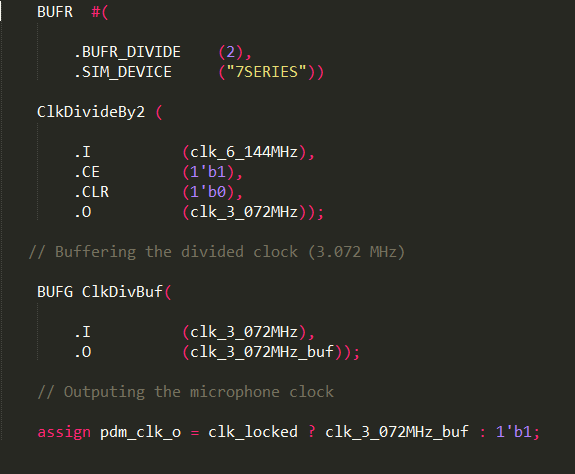 BUFR #(
.BUFR_DIVIDE (2),
.SIM_DEVICE ("7SERIES"))
ClkDivideBy2 (
.I (clk_6_144MHz),
.CE (1'b1),
.CLR (1'b0),
.O (clk_3_072MHz));
// Buffering the divided clock (3.072 MHz)
BUFG ClkDivBuf(
.I (clk_3_072MHz),
.O (clk_3_072MHz_buf));
// Outputing the microphone clock
assign pdm_clk_o = clk_locked ? clk_3_072MHz_buf : 1'b1;